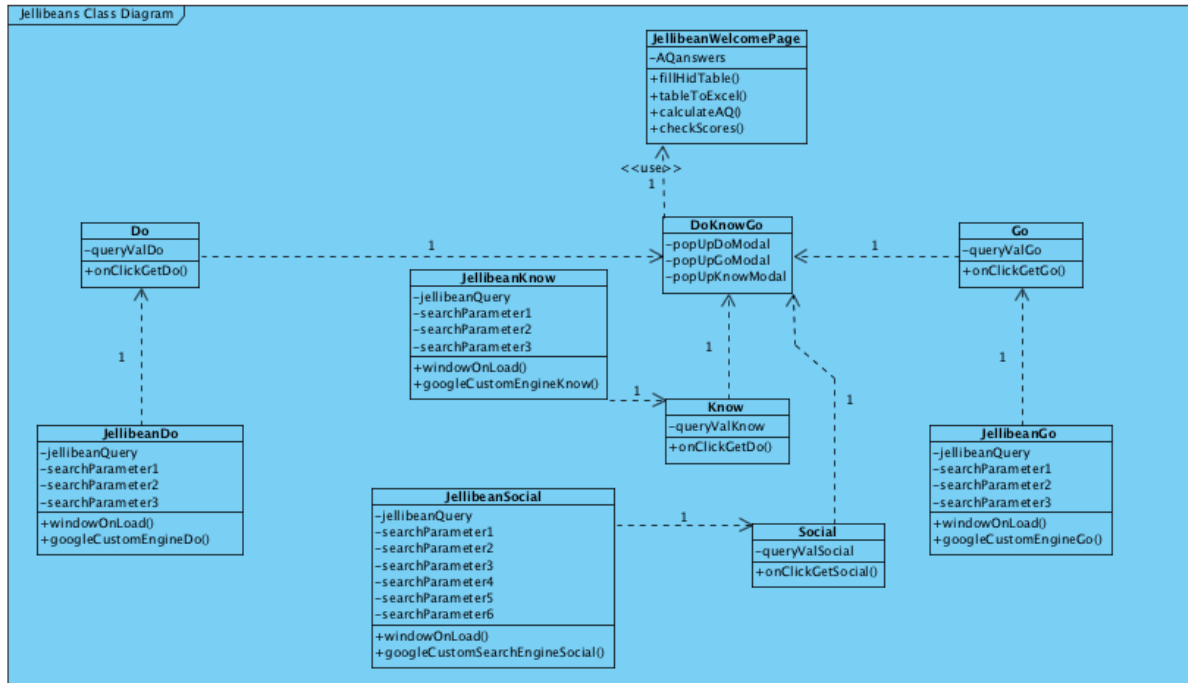 Jellibeans Class Diagram
JellibeanWelcomePage
-AQanswers
+fillHidTable()
+tableToExcel()
+calculateAQ()
+checkScores()
<<use>>
1
Do
-queryValDo
+onClickGetDo()
1
DoKnowGo
-popUpDoModal
-popUpGoModal
-popUpKnowModal
1
Go
-queryValGo
+onClickGetGo()
JellibeanKnow
-jellibeanQuery
-searchParameter1
-searchParameter2
-searchParameter3
+windowOnLoad()
+googleCustomEngineKnow()
1
1
1
1
1
Know
-queryValKnow
+onClickGetDo()
JellibeanDo
-jellibeanQuery
-searchParameter1
-searchParameter2
-searchParameter3
+windowOnLoad()
+googleCustomEngineDo()
JellibeanGo
-jellibeanQuery
-searchParameter1
-searchParameter2
-searchParameter3
+windowOnLoad()
+googleCustomEngineGo()
JellibeanSocial
-jellibeanQuery
-searchParameter1
-searchParameter2
-searchParameter3
-searchParameter4
-searchParameter5
-searchParameter6
+windowOnLoad()
+googleCustomSearchEngineSocial()
1
Social
-queryValSocial
+onClickGetSocial()